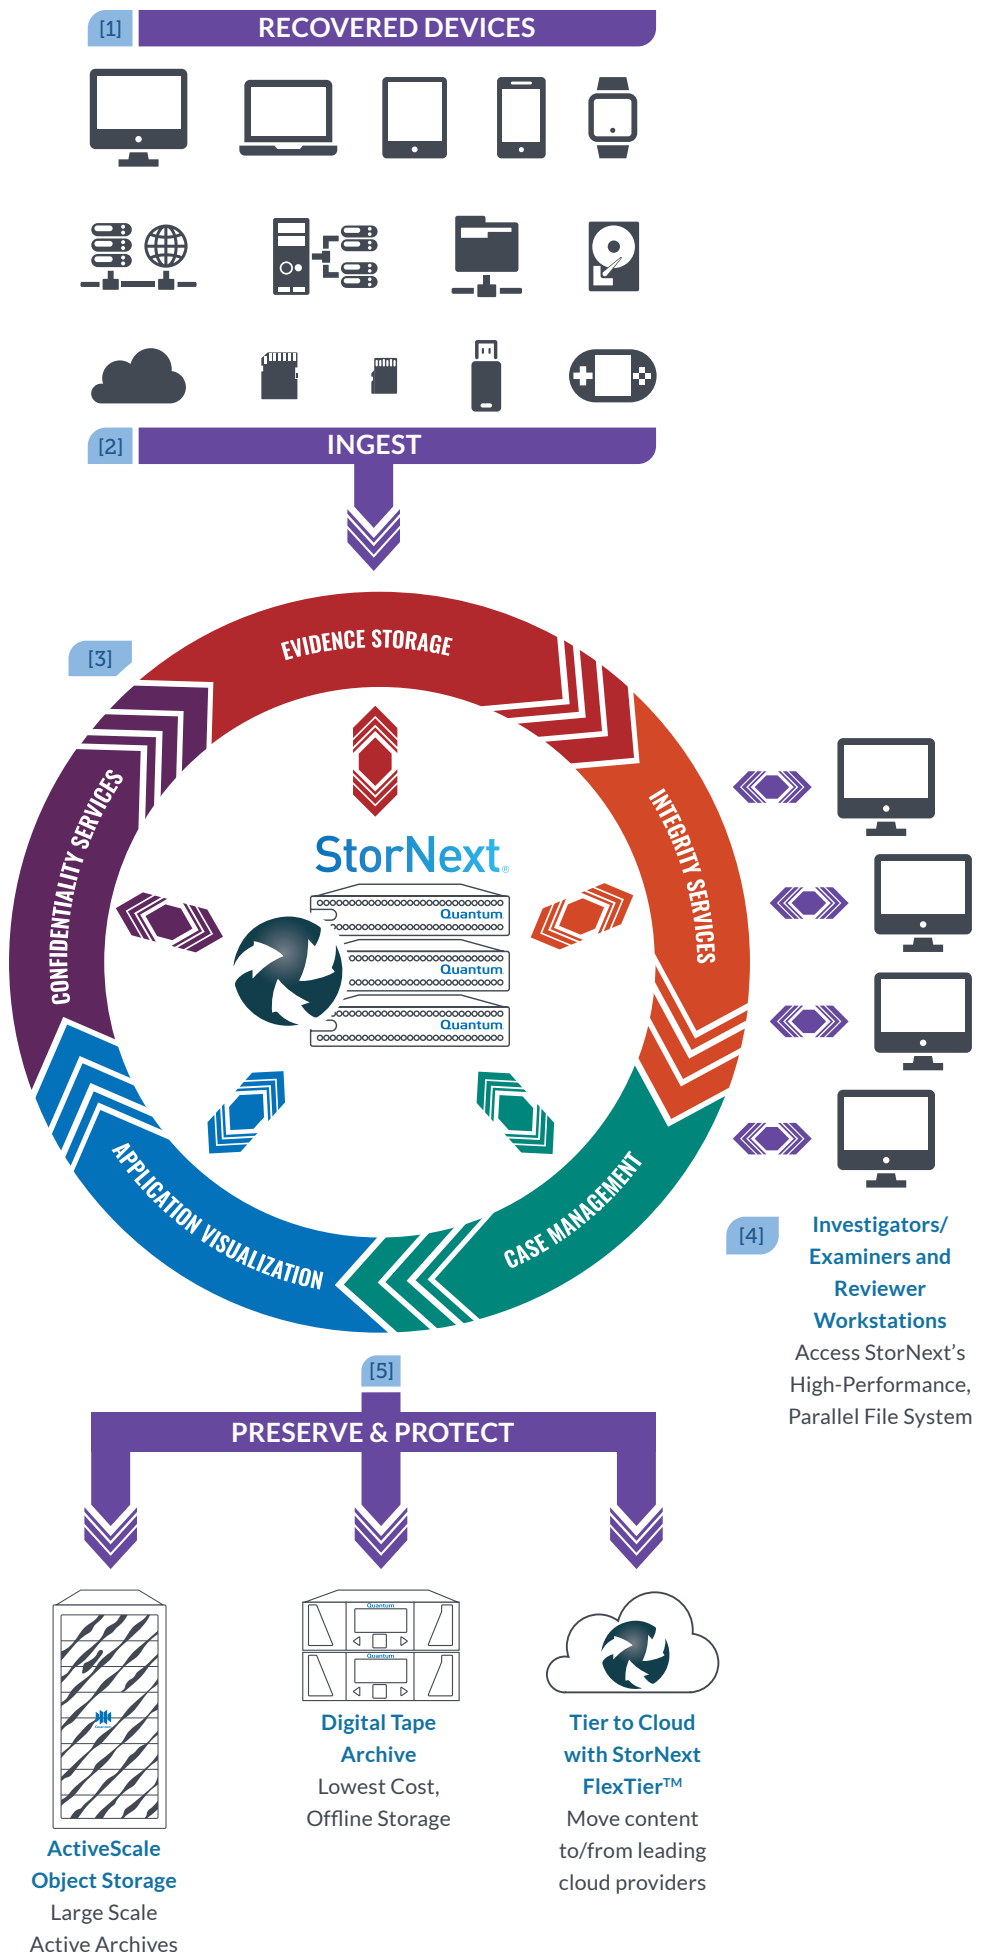 [1]
RECOVERED DEVICES
[2]
INGEST
[3]
EVIDENCE STORAGE
INTEGRITY SERVICES
CASE MANAGEMENT
APPLICATION VISUALIZATION
CONFIDENTIALITY SERVICES
StorNext®
Quantum
Quantum
Quantum
[4]
Investigators/
Examiners and
Reviewer
Workstations
Access StorNext’s
High-Performance,
Parallel File System
[5]
PRESERVE & PROTECT
Quantum
ActiveScale
Object Storage
Large Scale
Active Archives
Quantum
Quantum
Digital Tape
Archive
Lowest Cost,
Offline Storage
Tier to Cloud
with StorNext
FlexTier™
Move content
to/from leading
cloud providers